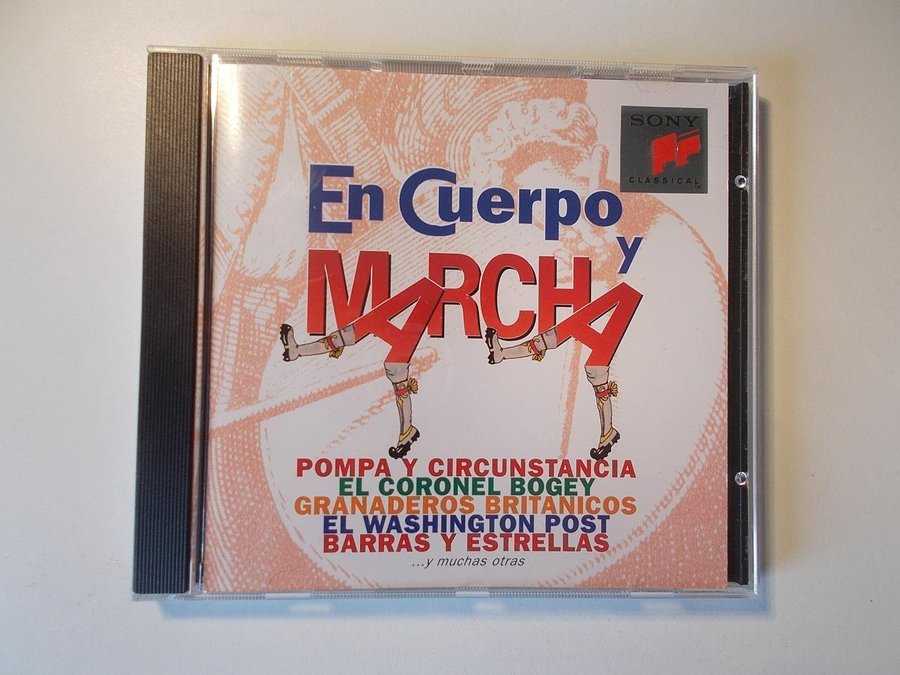 SONY
CLASSICAL
TM
En Cuerpo
y
MARCHA
POMPA Y CIRCUNSTANCIA
EL CORONEL BOGEY
GRANADEROS BRITANICOS
EL WASHINGTON POST
BARRAS Y ESTRELLAS
...y muchas otras